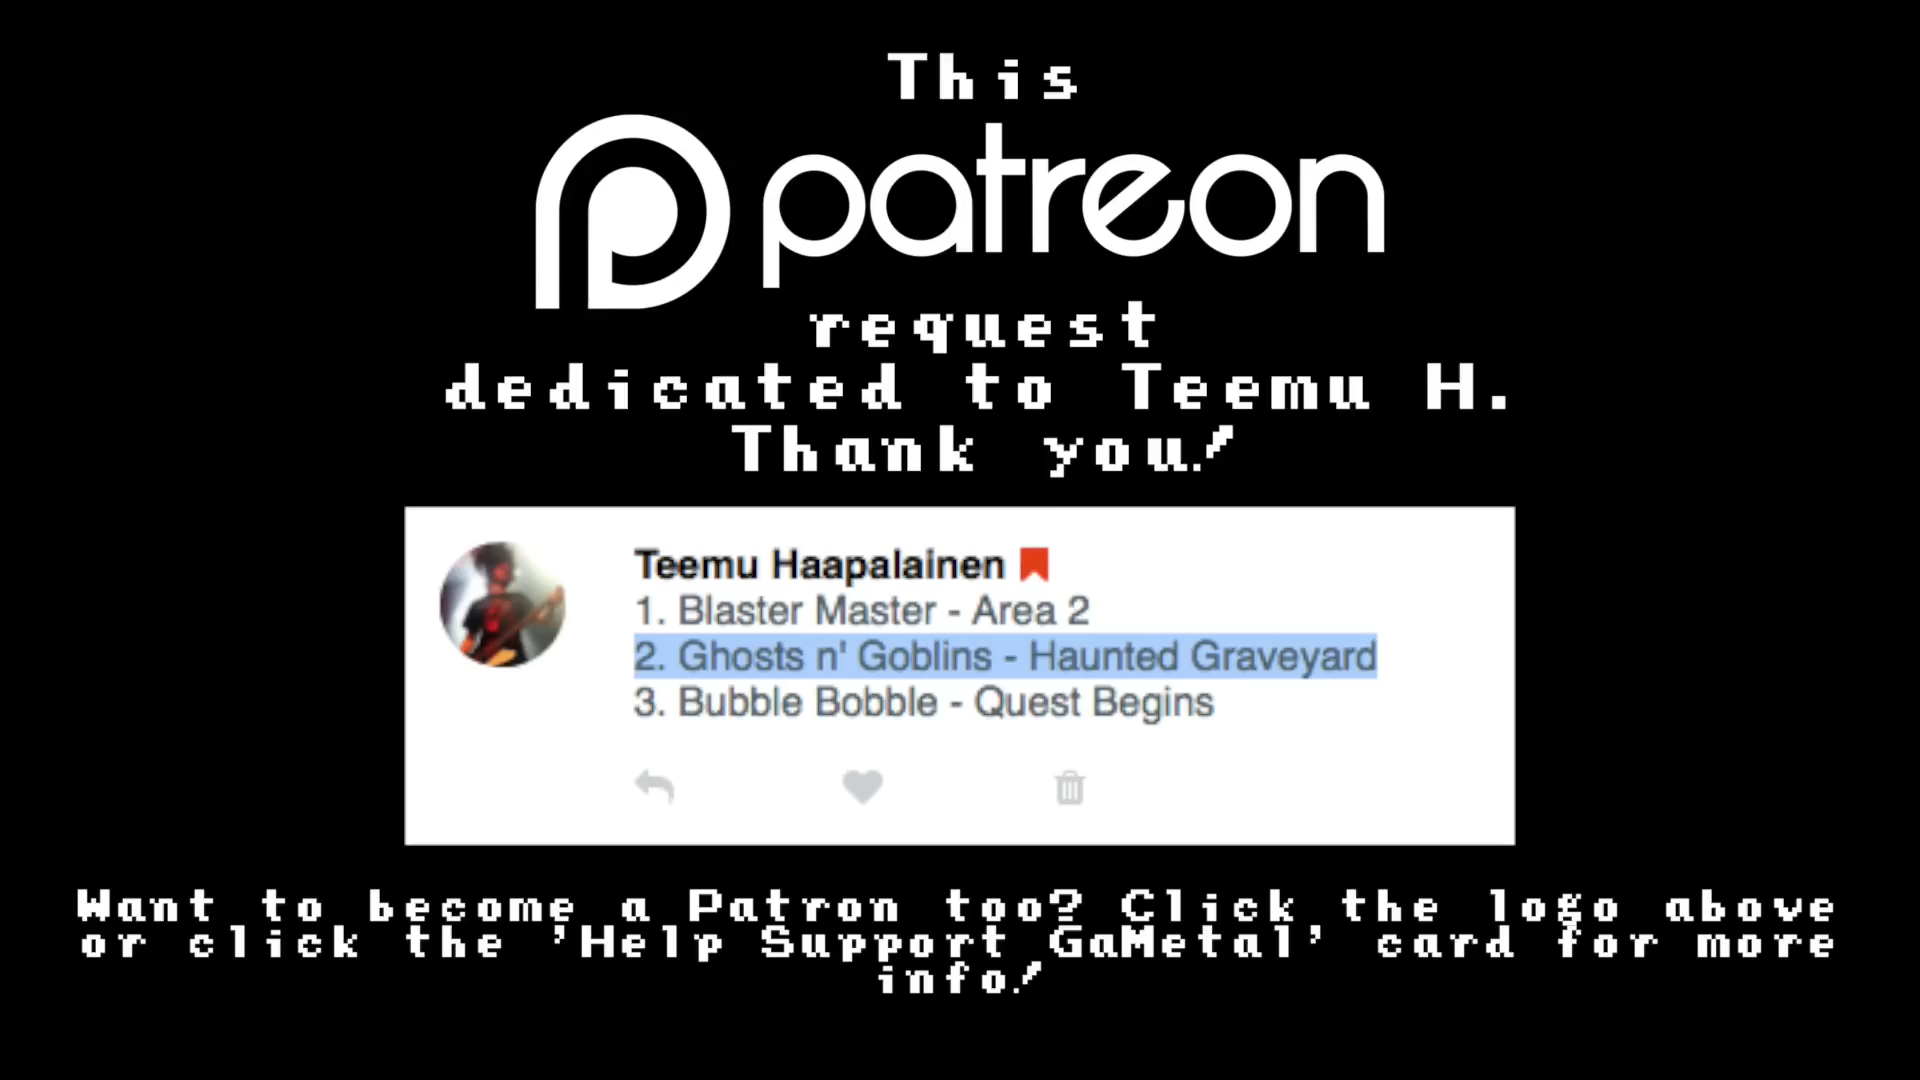 This
patreon
request
dedicated to Teemu H.
Thank you!
Teemu Haapalainen
1. Blaster Master - Area 2
2. Ghosts n' Goblins - Haunted Graveyard
3. Bubble Bobble - Quest Begins
Want to become a Patron too? Click the logo above
or click the 'Help Support GaMetal' card for more
info!